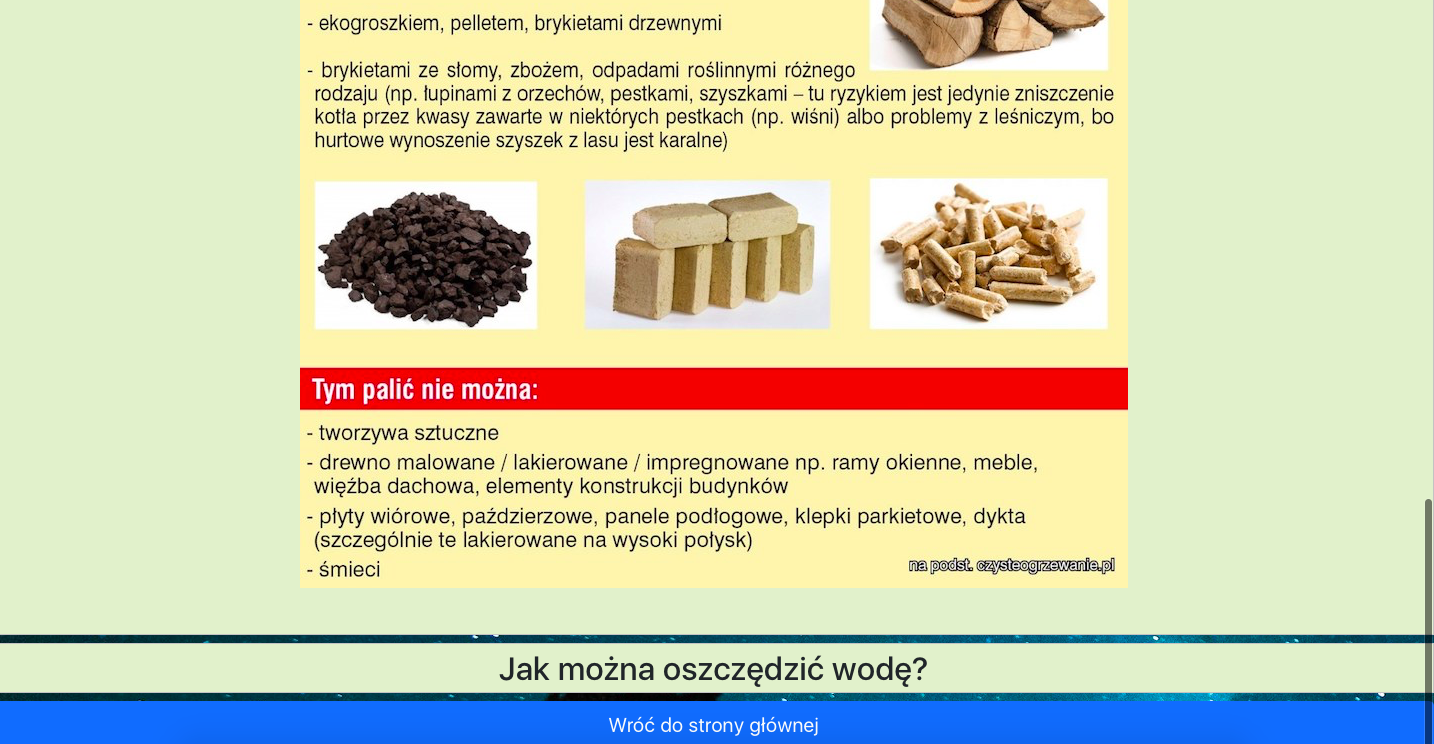 - ekogroszkiem, pelletem, brykietami drzewnymi
- brykietami ze słomy, zbożem, odpadami roślinnymi różnego
rodzaju (np. łupinami z orzechów, pestkami, szyszkami – tu ryzykiem jest jedynie zniszczenie
kotła przez kwasy zawarte w niektórych pestkach (np. wiśni) albo problemy z leśniczym, bo
hurtowe wynoszenie szyszek z lasu jest karalne)
Tym palić nie można:
- tworzywa sztuczne
- drewno malowane / lakierowane / impregnowane np. ramy okienne, meble,
więźba dachowa, elementy konstrukcji budynków
- płyty wiórowe, paździerzowe, panele podłogowe, klepki parkietowe, dykta
(szczególnie te lakierowane na wysoki połysk)
- śmieci
na podst. czysteogrzewanie.pl
Jak można oszczędzić wodę?
Wróć do strony głównej